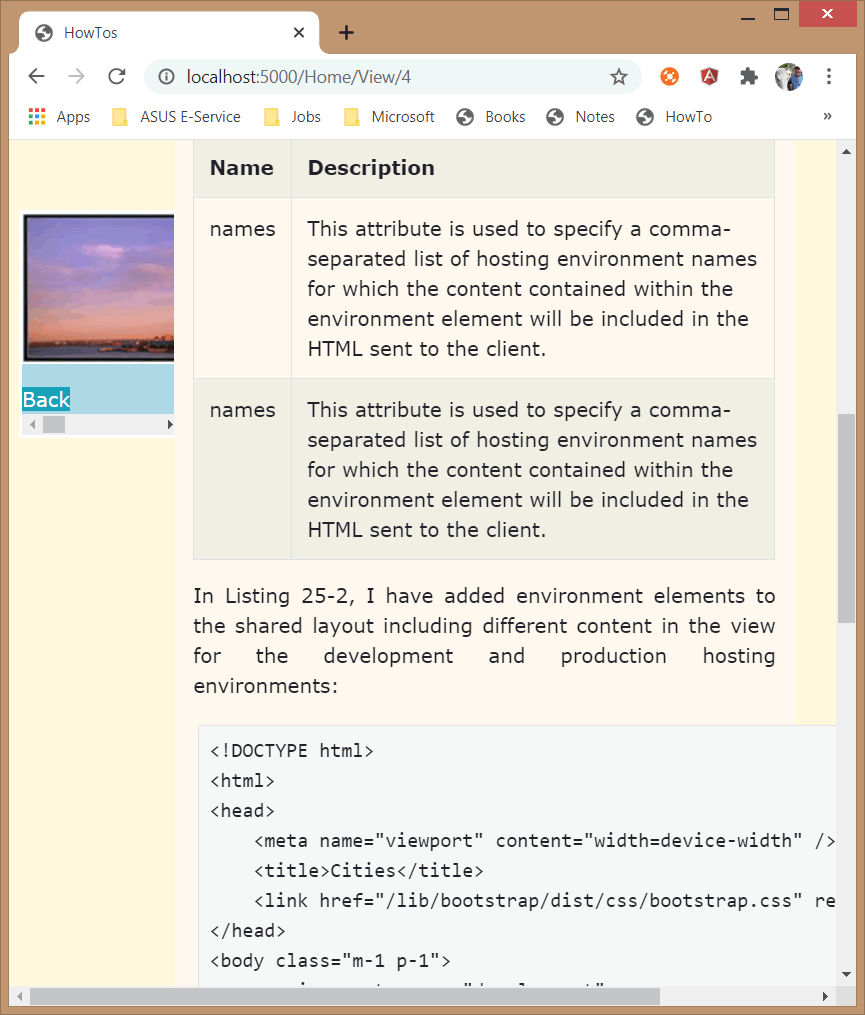 HowTos
localhost:5000/Home/View/4
Apps ASUS E-Service Jobs Microsoft Books Notes HowTo »
Name Description
names This attribute is used to specify a comma-
separated list of hosting environment names
for which the content contained within the
environment element will be included in the
HTML sent to the client.
Back
names This attribute is used to specify a comma-
separated list of hosting environment names
for which the content contained within the
environment element will be included in the
HTML sent to the client.
In Listing 25-2, I have added environment elements to
the shared layout including different content in the view
for the development and production hosting
environments:
<!DOCTYPE html>
<html>
<head>
    <meta name="viewport" content="width=device-width" />
    <title>Cities</title>
    <link href="/lib/bootstrap/dist/css/bootstrap.css" re
</head>
<body class="m-1 p-1">